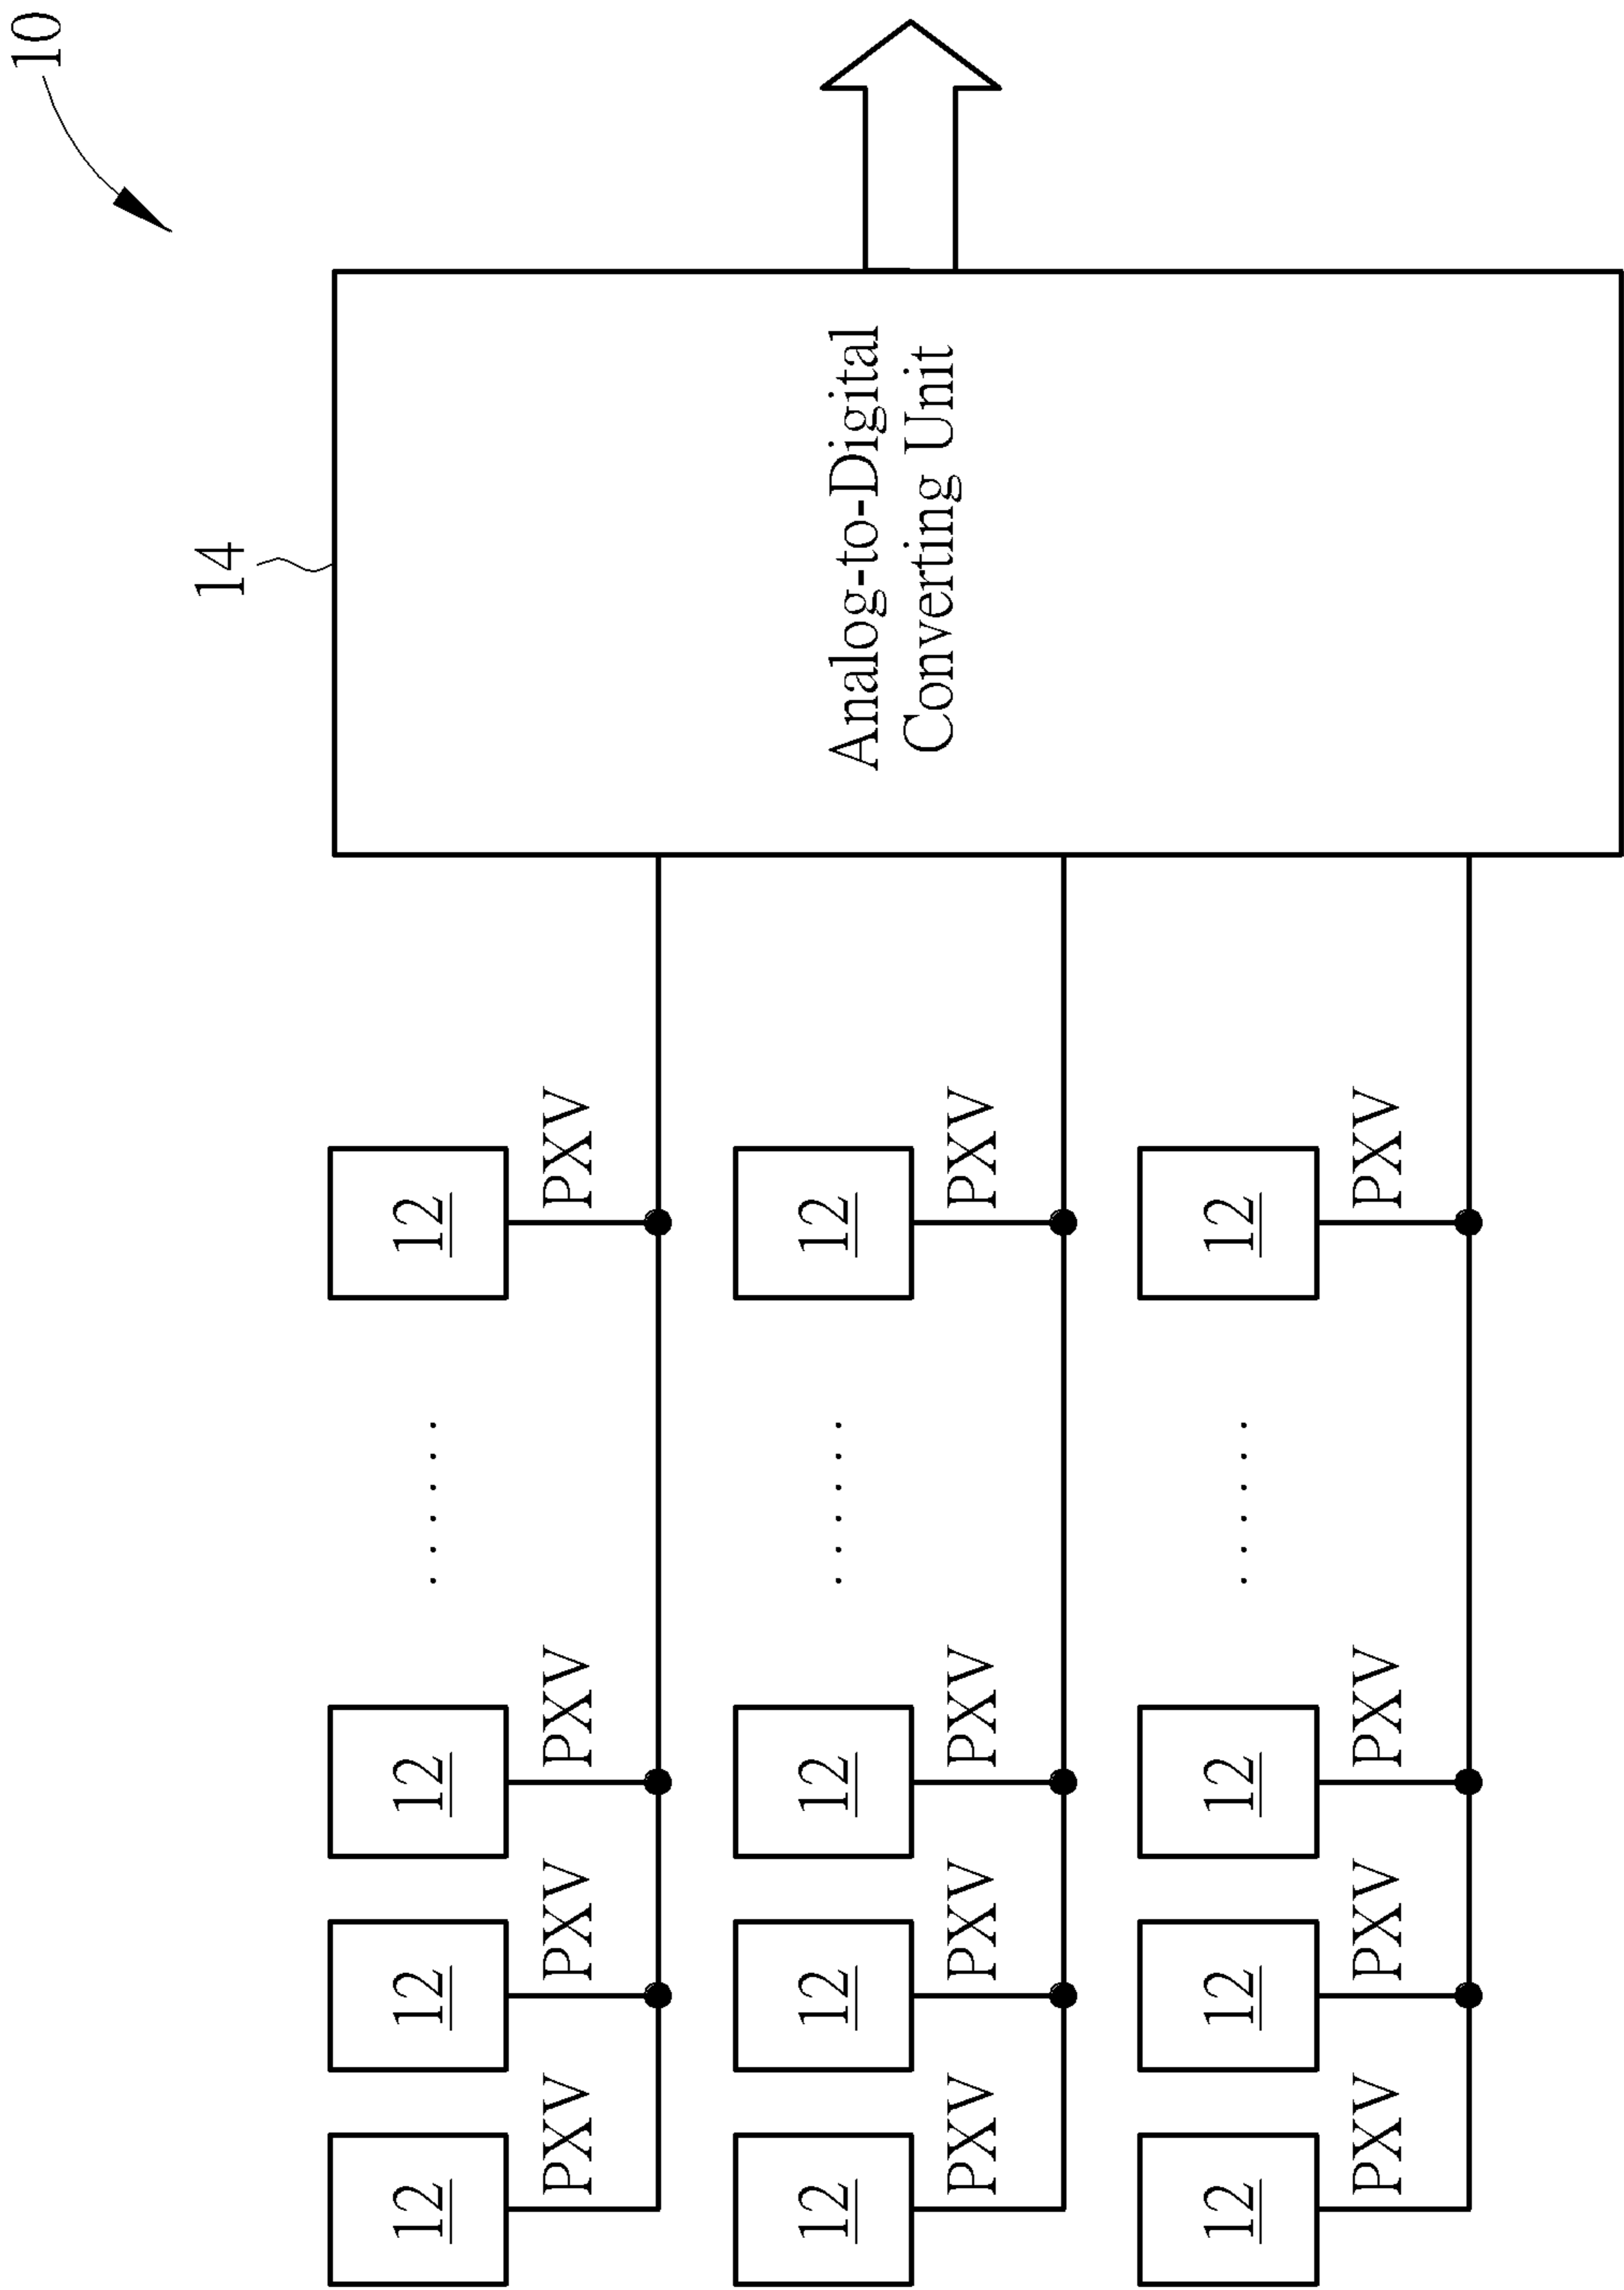 10
14
12 12 12 ...... 12
PXV PXV PXV PXV
12 12 12 ...... 12
Analog-to-Digital
Converting Unit
PXV PXV PXV PXV
12 12 12 ...... 12
PXV PXV PXV PXV